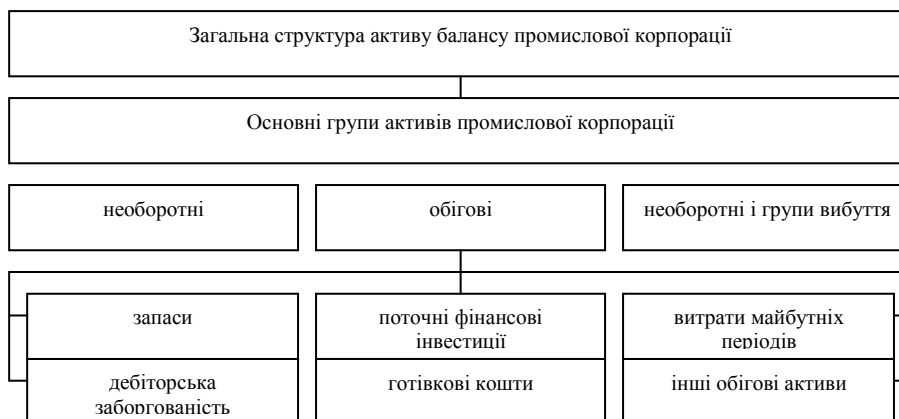 Загальна структура активу балансу промислової корпорації
Основні групи активів промислової корпорації
необоротні
обігові
необоротні і групи вибуття
запаси
поточні фінансові
інвестиції
витрати майбутніх
періодів
дебіторська
заборгованість
готівкові кошти
інші обігові активи